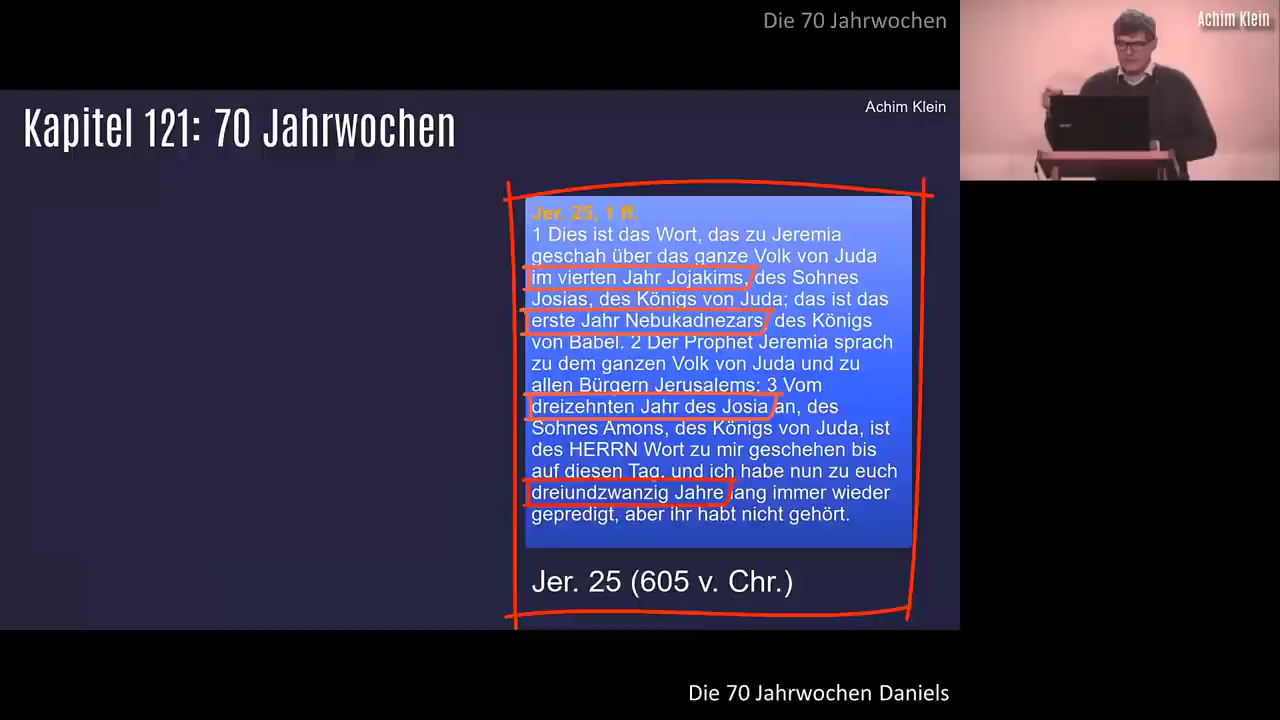 Die 70 Jahrwochen
Achim Klein
Achim Klein
Kapitel 121: 70 Jahrwochen
Jer. 25, 1 ff.
1 Dies ist das Wort, das zu Jeremia
geschah über das ganze Volk von Juda
im vierten Jahr Jojakims, des Sohnes
Josias, des Königs von Juda; das ist das
erste Jahr Nebukadnezars, des Königs
von Babel. 2 Der Prophet Jeremia sprach
zu dem ganzen Volk von Juda und zu
allen Bürgern Jerusalems: 3 Vom
dreizehnten Jahr des Josia an, des
Sohnes Amons, des Königs von Juda, ist
des HERRN Wort zu mir geschehen bis
auf diesen Tag, und ich habe nun zu euch
dreiundzwanzig Jahre lang immer wieder
gepredigt, aber ihr habt nicht gehört.
Jer. 25 (605 v. Chr.)
Die 70 Jahrwochen Daniels